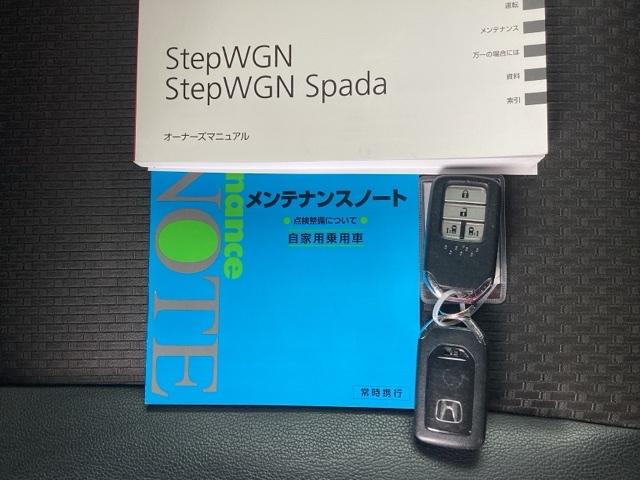 運転
メンテナンス
万一の場合には
資料
索引
StepWGN
StepWGN Spada
オーナーズマニュアル
メンテナンスノート
点検整備について
自家用乗用車
nance
NOTE
常時携行